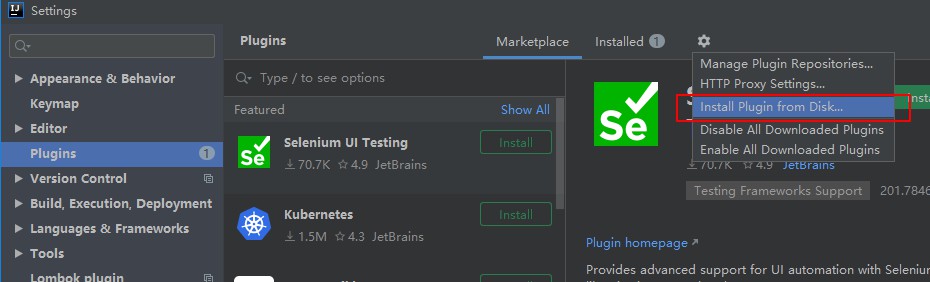 IJ Settings
Plugins Marketplace Installed 1
Manage Plugin Repositories...
HTTP Proxy Settings...
Install Plugin from Disk...
Disable All Downloaded Plugins
Enable All Downloaded Plugins
Appearance & Behavior
Keymap
Editor
Plugins 1
Version Control
Build, Execution, Deployment
Languages & Frameworks
Tools
Lombok plugin
Type / to see options
Featured Show All
Se
Selenium UI Testing Install
70.7K 4.9 JetBrains
Kubernetes Install
1.5M 4.3 JetBrains
Se
70.7K 4.9 JetBrains
Testing Frameworks Support 201.7846
Plugin homepage
Provides advanced support for UI automation with Selenium